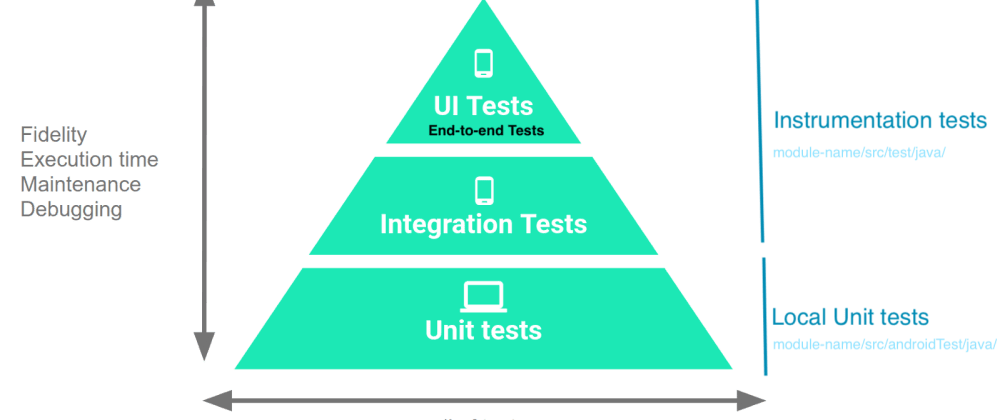 Fidelity
Execution time
Maintenance
Debugging
UI Tests
End-to-end Tests
Integration Tests
Unit tests
Instrumentation tests
module-name/src/test/java/
Local Unit tests
module-name/src/androidTest/java/